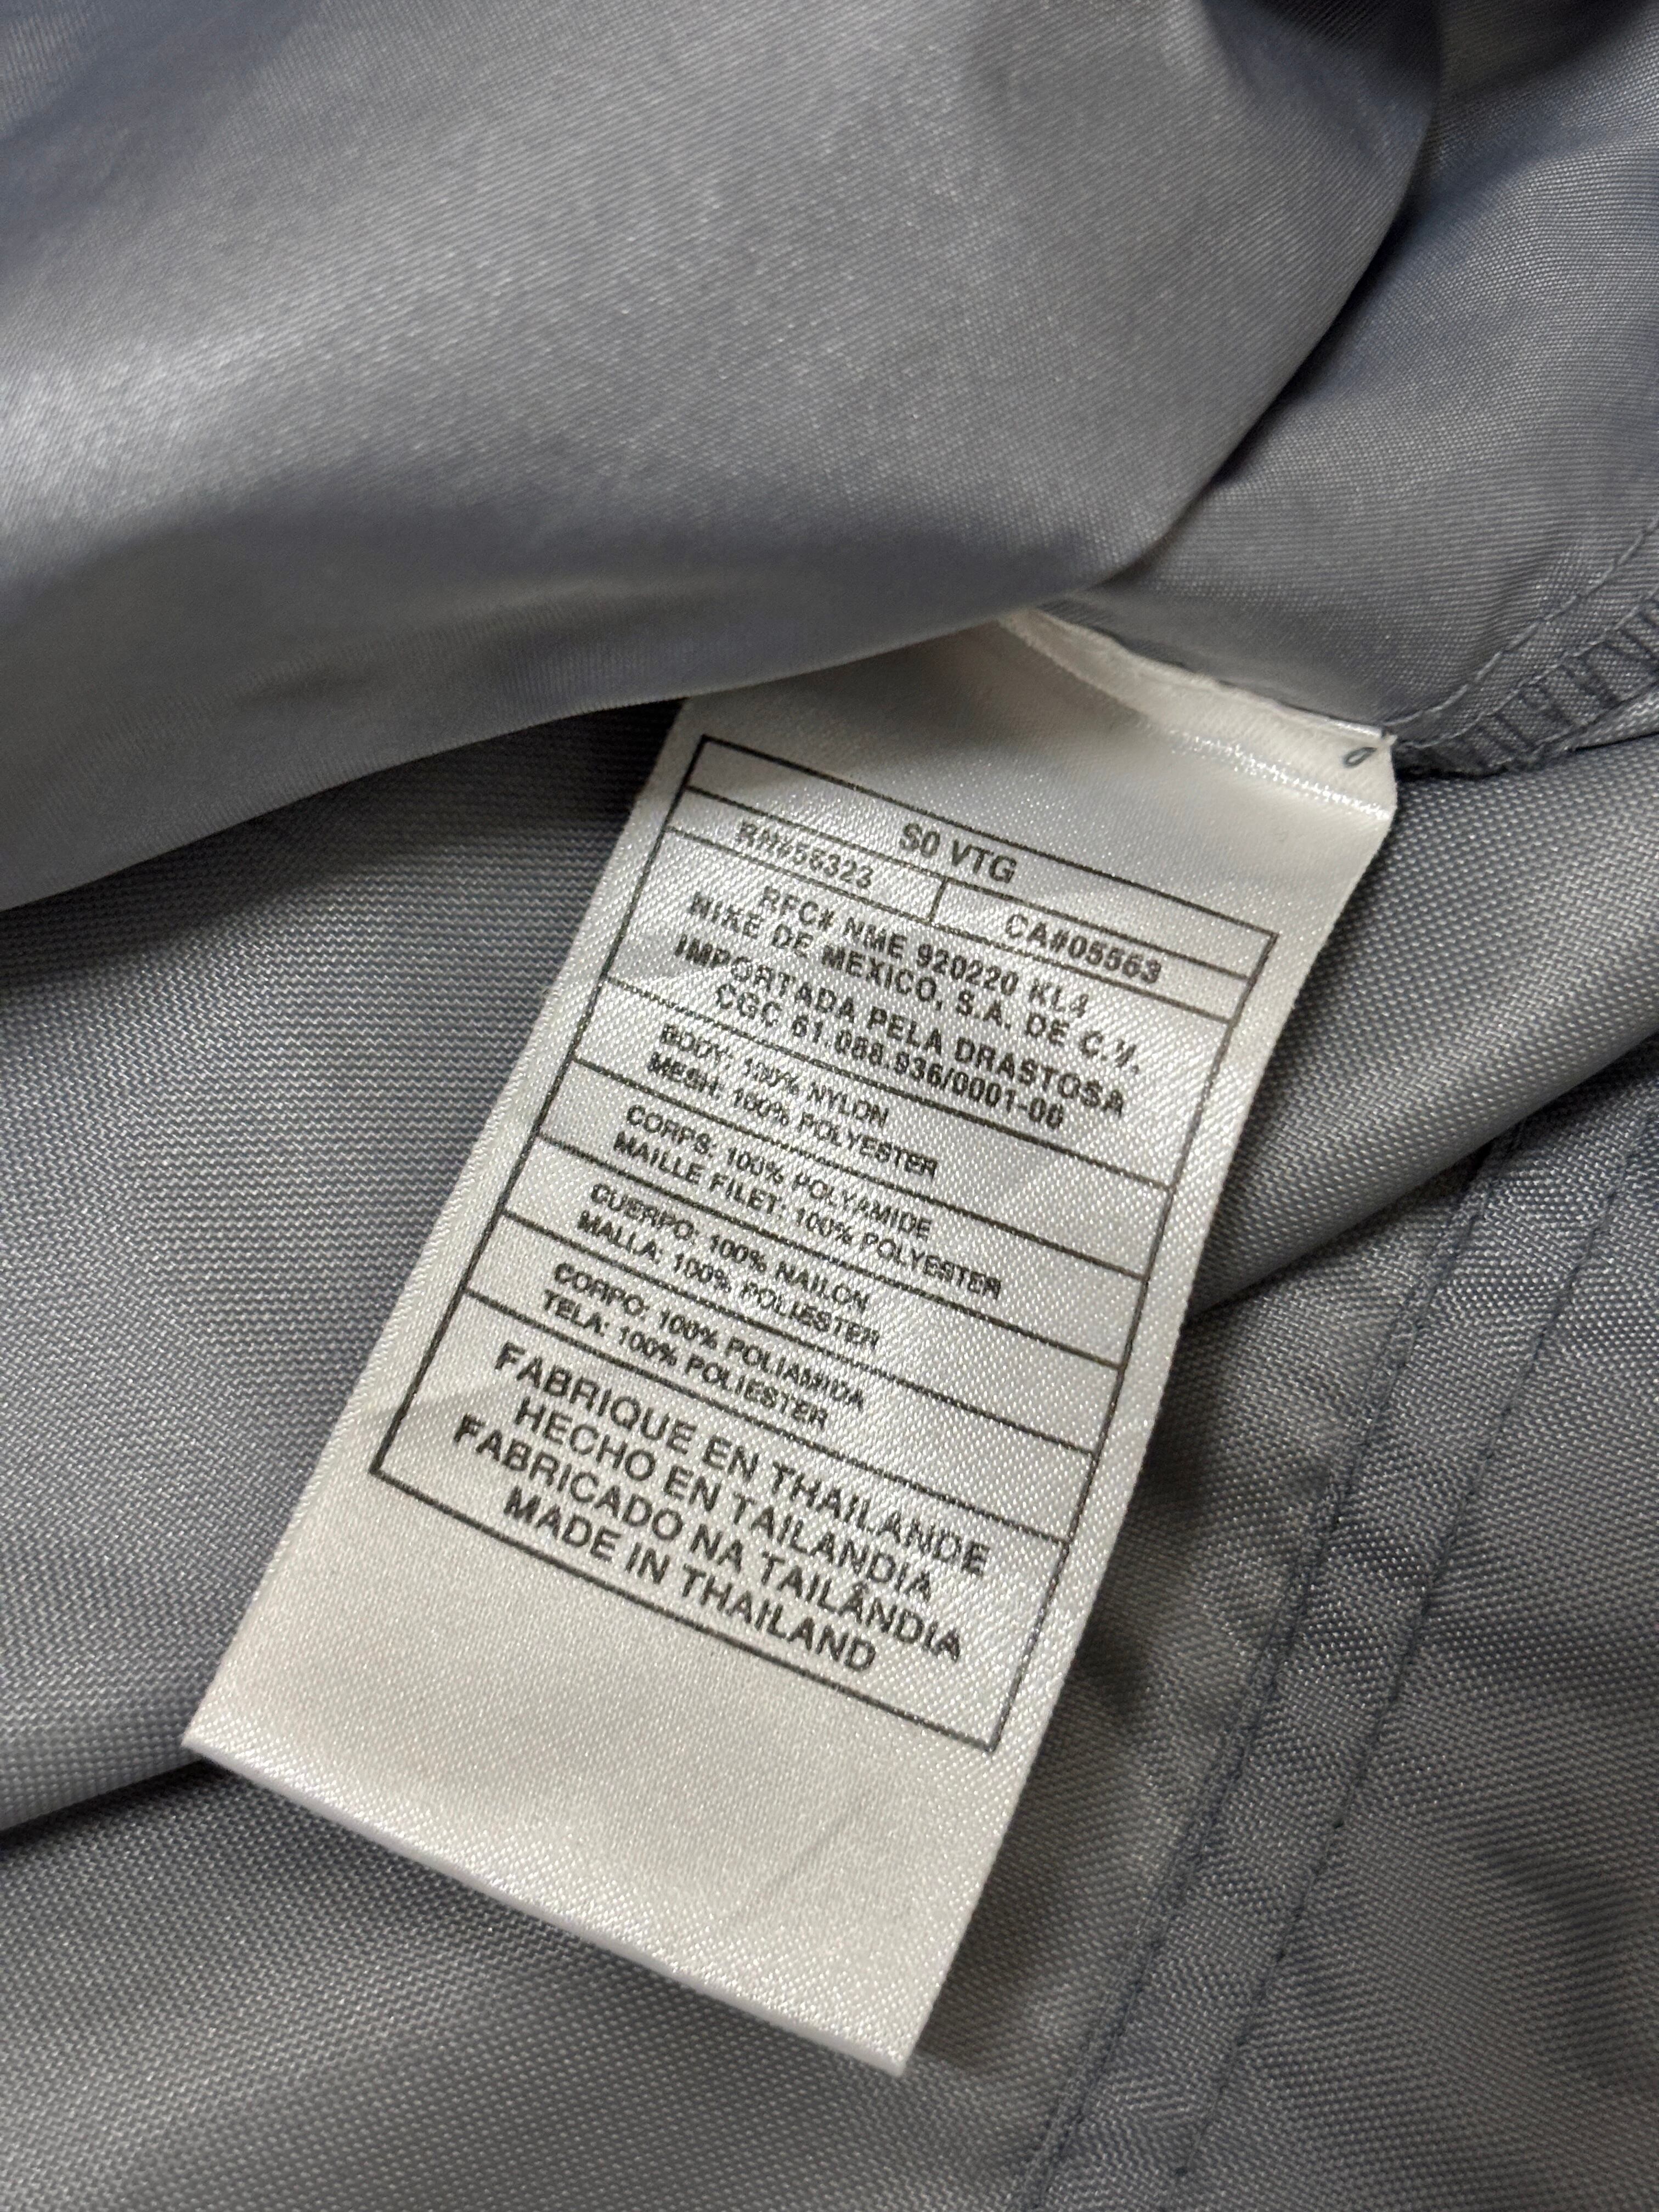 S0 VTG
RN#56323 CA#05553
RFC# NME 920220 KL4
NIKE DE MEXICO, S.A. DE C.V.
IMPORTADA PELA DRASTOSA
CGC 61.088.936/0001-00
BODY: 100% NYLON
MESH: 100% POLYESTER
CORPS: 100% POLYAMIDE
MAILLE FILET: 100% POLYESTER
CUERPO: 100% NAILON
MALLA: 100% POLIESTER
CORPO: 100% POLIAMIDA
TELA: 100% POLIESTER
FABRIQUE EN THAILANDE
HECHO EN TAILANDIA
FABRICADO NA TAILÂNDIA
MADE IN THAILAND